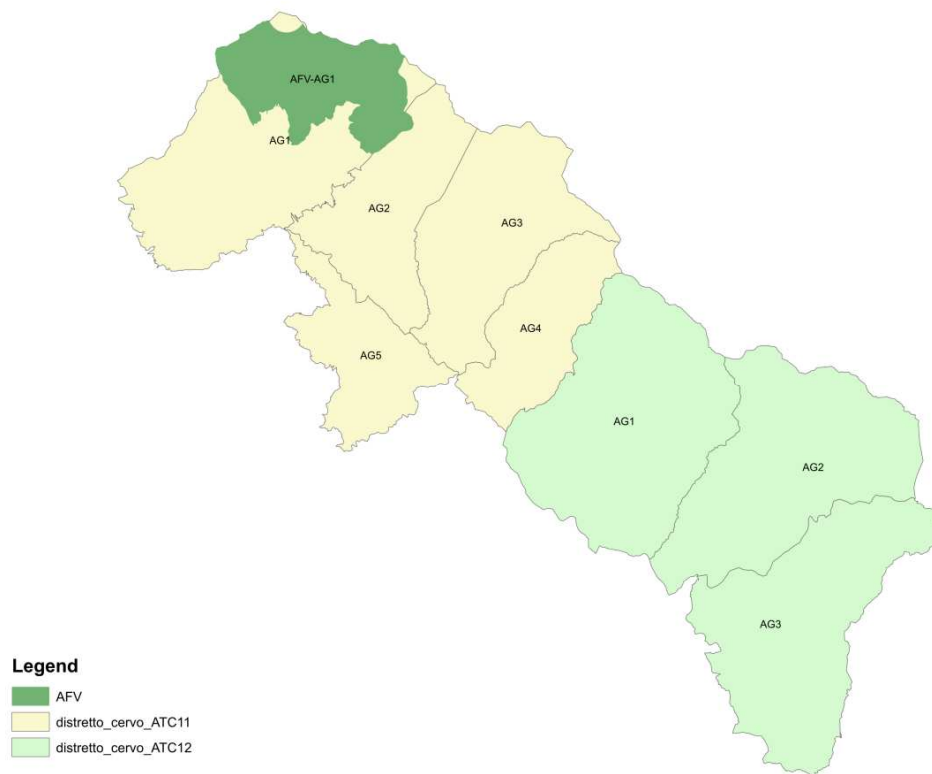 AFV-AG1
AG1
AG2
AG3
AG4
AG5
AG1
AG2
AG3
Legend
AFV
distretto_cervo_ATC11
distretto_cervo_ATC12